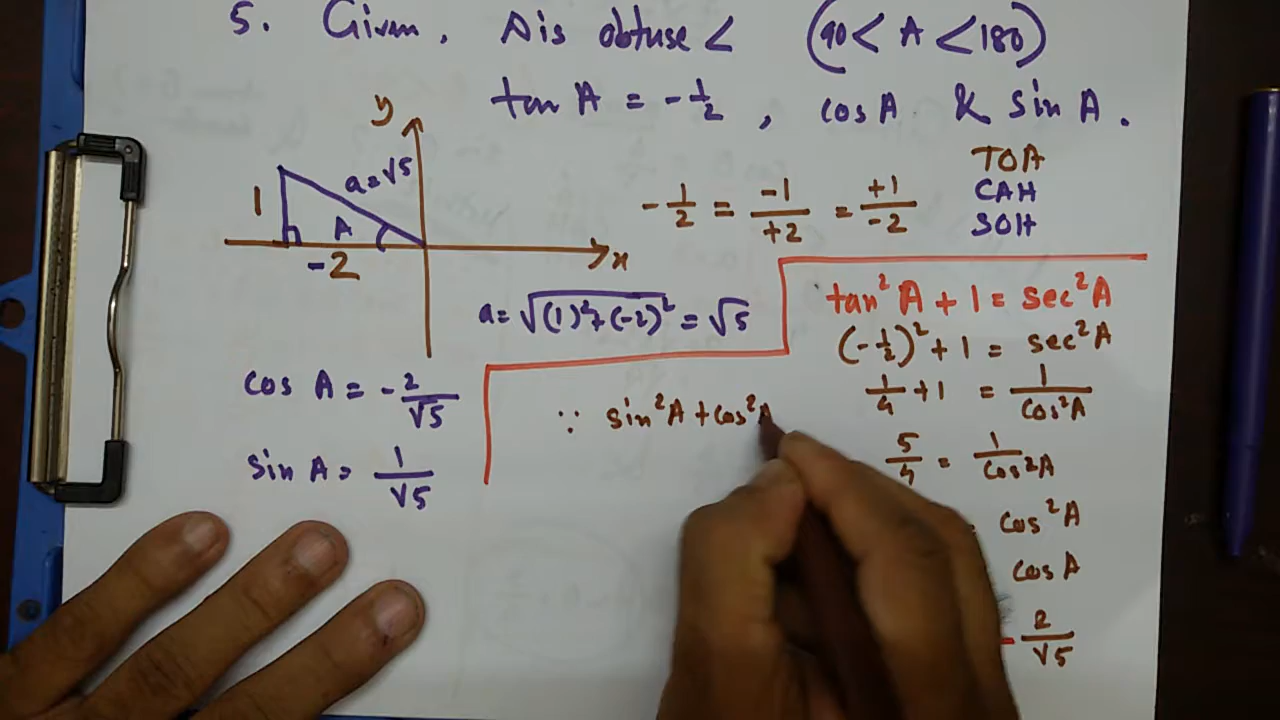 5. Given, A is obtuse < (90 < A < 180)
tan A = -1/2 , cos A & sin A.
y
1
a=√5
A
-2
x
-1/2 = -1/+2 = +1/-2
TOA
CAH
SOH
a = √(1)²+(-2)² = √5
cos A = -2/√5
sin A = 1/√5
tan²A + 1 = sec²A
(-1/2)² + 1 = sec²A
1/4 + 1 = 1/cos²A
5/4 = 1/cos²A
cos²A
cos A
- 2/√5
∵ sin²A + cos²A